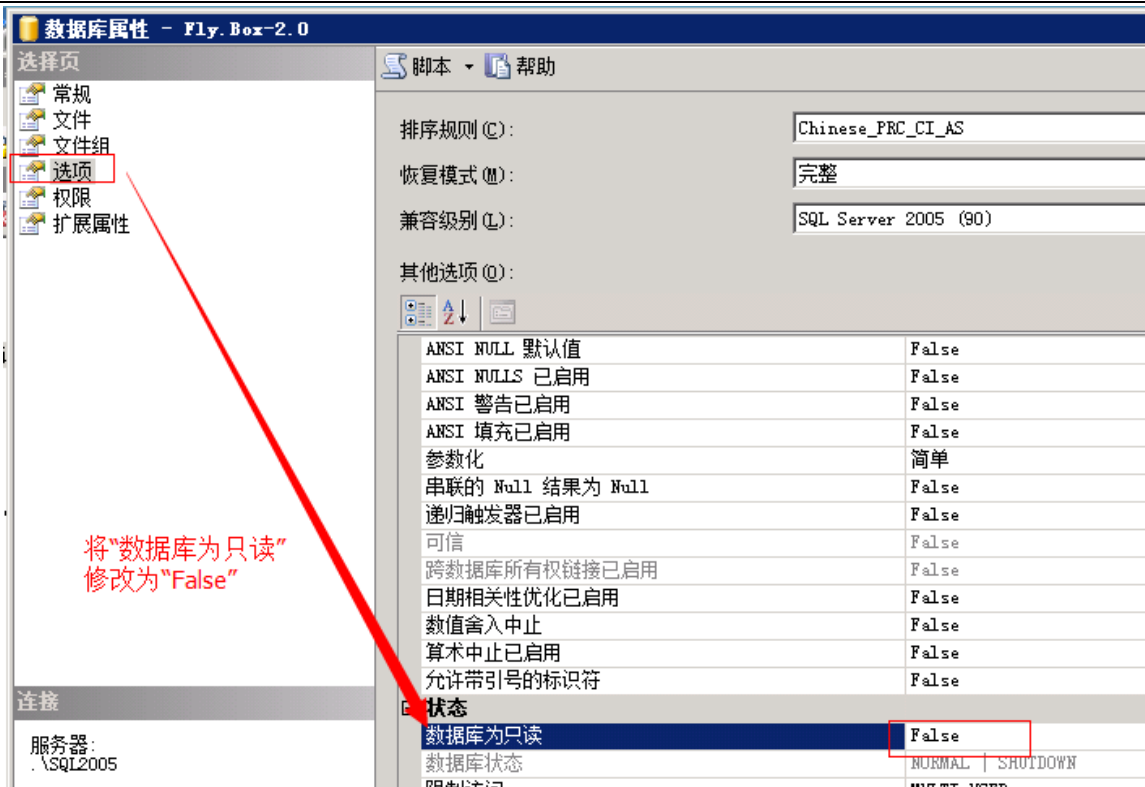 数据库属性 - Fly.Box-2.0
选择页
常规
文件
文件组
选项
权限
扩展属性
脚本 帮助
排序规则(C): Chinese_PRC_CI_AS
恢复模式(M): 完整
兼容级别(L): SQL Server 2005 (90)
其他选项(O):
ANSI NULL 默认值 False
ANSI NULLS 已启用 False
ANSI 警告已启用 False
ANSI 填充已启用 False
参数化 简单
串联的 Null 结果为 Null False
递归触发器已启用 False
可信 False
跨数据库所有权链接已启用 False
日期相关性优化已启用 False
数值舍入中止 False
算术中止已启用 False
允许带引号的标识符 False
状态
数据库为只读 False
数据库状态 NORMAL | SHUTDOWN
限制访问 MULTI_USER
将“数据库为只读”
修改为“False”
连接
服务器:
.\SQL2005